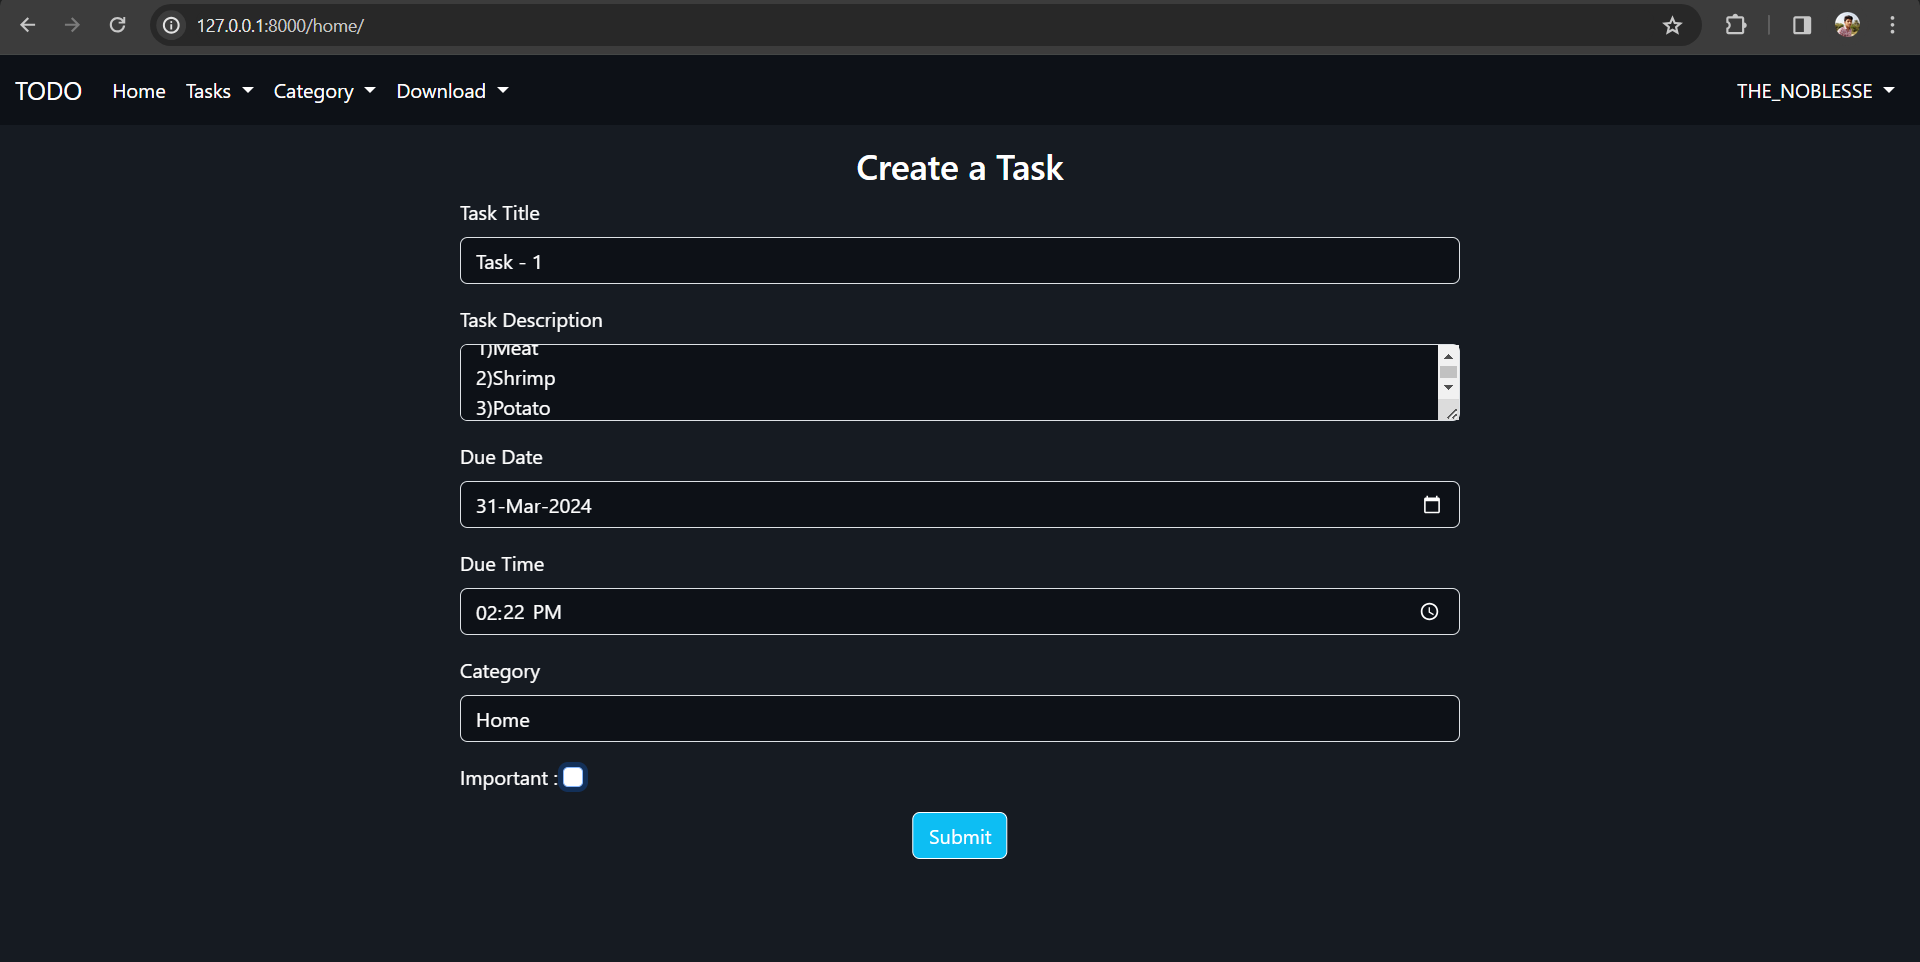 127.0.0.1:8000/home/
TODO Home Tasks Category Download THE_NOBLESSE
Create a Task
Task Title
Task - 1
Task Description
1)Meat
2)Shrimp
3)Potato
Due Date
31-Mar-2024
Due Time
02:22 PM
Category
Home
Important :
Submit